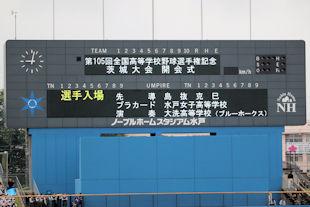 TEAM 1 2 3 4 5 6 7 8 9 10 R H E
第105回全国高等学校野球選手権記念
茨城大会 開会式
km/h
TN 1 2 3 4 5 6 7 8 9 UMPIRE 1 2 3 4 5 6 7 8 9 TN
選手入場
先導 島抜克巳
プラカード 水戸女子高等学校
演奏 大洗高等学校(ブルーホークス)
NH
ノーブルホームスタジアム水戸